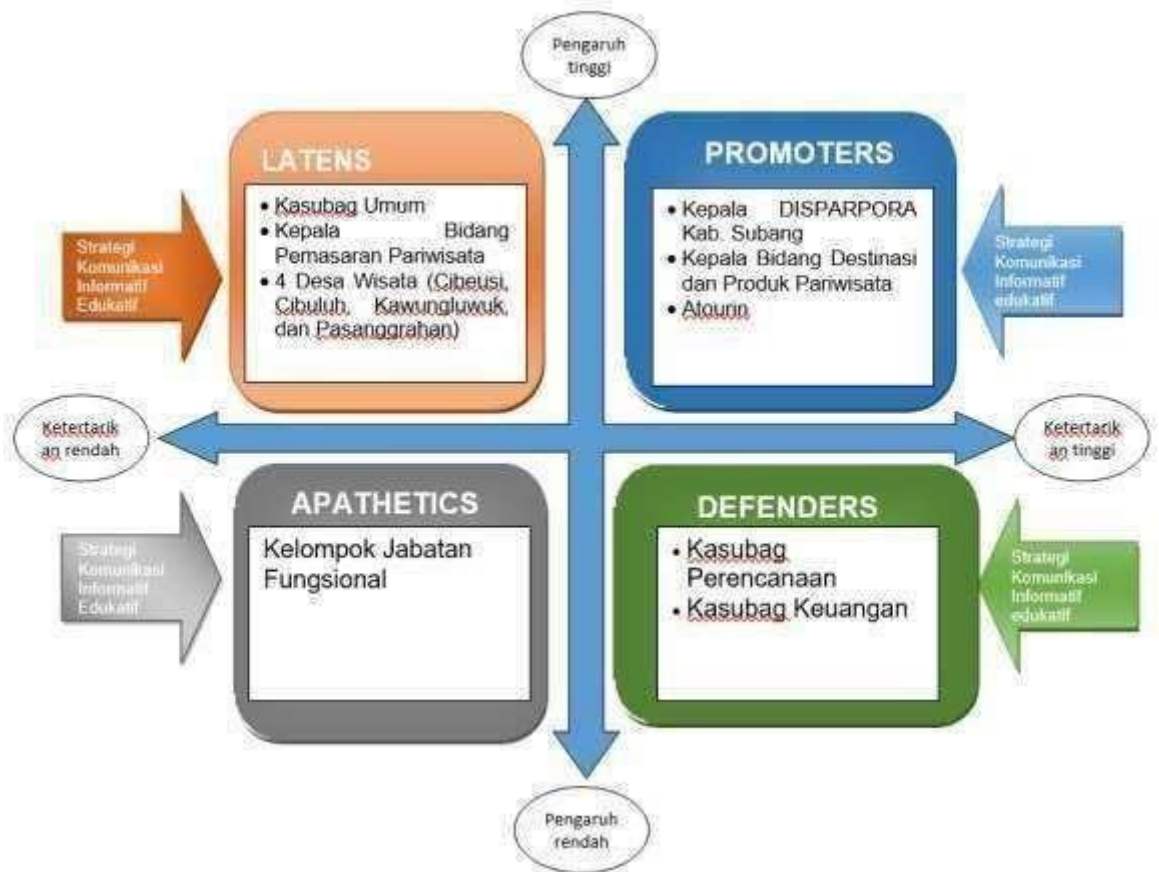 Pengaruh
tinggi
LATENS
• Kasubag Umum
• Kepala Bidang
Pemasaran Pariwisata
• 4 Desa Wisata (Cibeusi,
Cibuluh, Kawungluwuk,
dan Pasanggrahan)
PROMOTERS
• Kepala DISPARPORA
Kab. Subang
• Kepala Bidang Destinasi
dan Produk Pariwisata
• Atourin
Strategi
Komunikasi
Informatif
Edukatif
Strategi
Komunikasi
Informatif
edukatif
Ketertarik
an rendah
Ketertarik
an tinggi
APATHETICS
Kelompok Jabatan
Fungsional
DEFENDERS
• Kasubag
Perencanaan
• Kasubag Keuangan
Strategi
Komunikasi
Informatif
Edukatif
Strategi
Komunikasi
Informatif
edukatif
Pengaruh
rendah